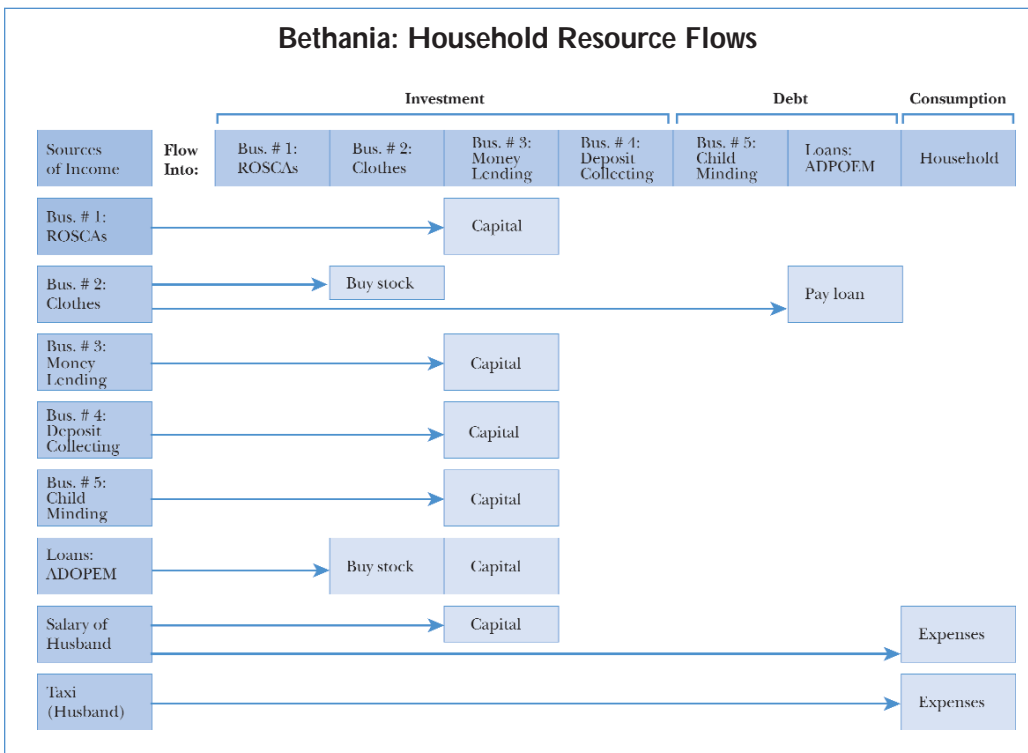 Bethania: Household Resource Flows
Investment
Debt
Consumption
Sources
of Income
Flow
Into:
Bus. # 1:
ROSCAs
Bus. # 2:
Clothes
Bus. # 3:
Money
Lending
Bus. # 4:
Deposit
Collecting
Bus. # 5:
Child
Minding
Loans:
ADPOEM
Household
Bus. # 1:
ROSCAs
Capital
Bus. # 2:
Clothes
Buy stock
Pay loan
Bus. # 3:
Money
Lending
Capital
Bus. # 4:
Deposit
Collecting
Capital
Bus. # 5:
Child
Minding
Capital
Loans:
ADOPEM
Buy stock
Capital
Salary of
Husband
Capital
Expenses
Taxi
(Husband)
Expenses